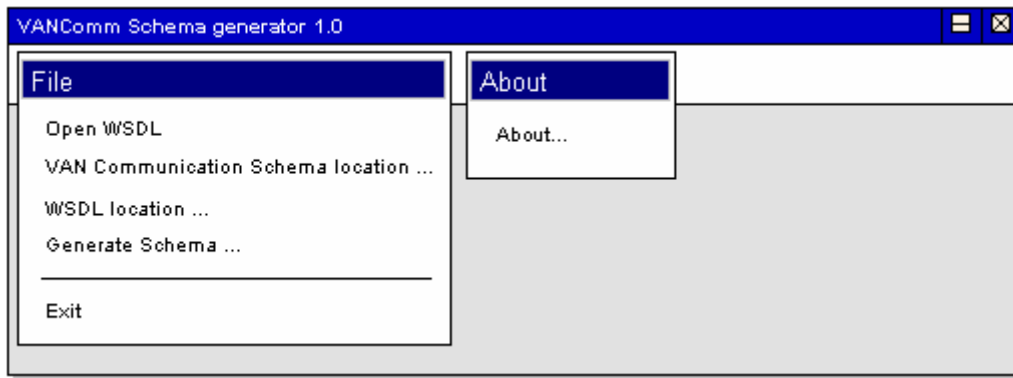 VANComm Schema generator 1.0
File
Open WSDL
VAN Communication Schema location ...
WSDL location ...
Generate Schema ...
Exit
About
About...